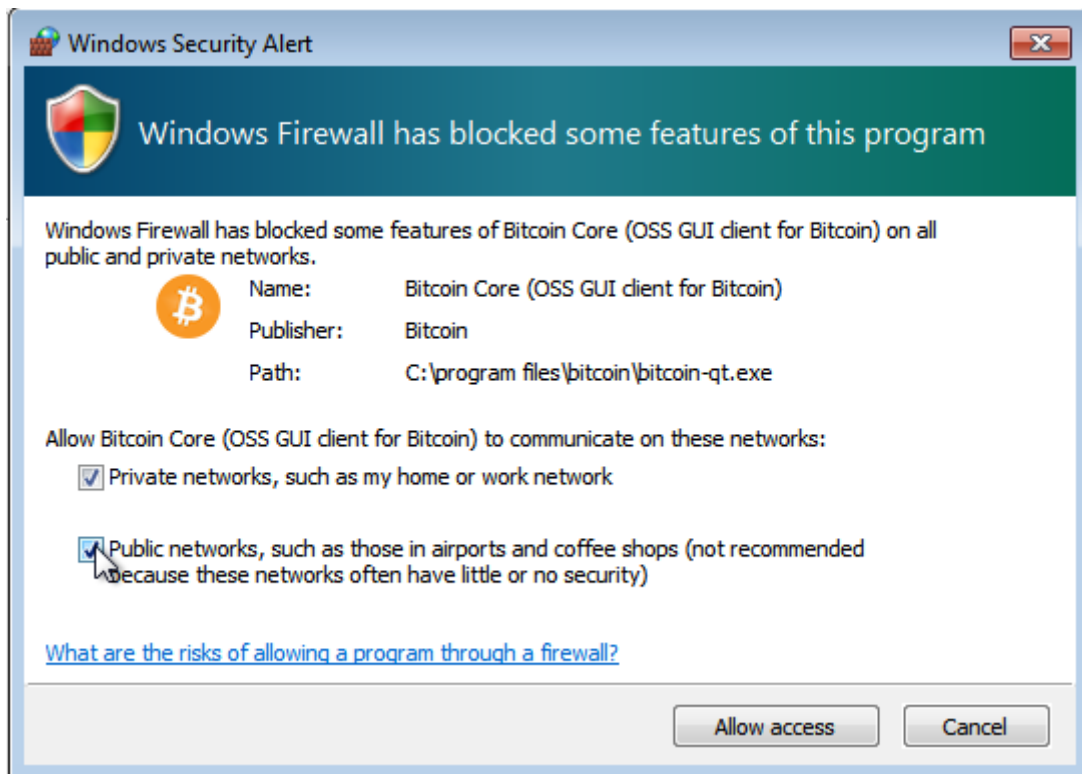 Windows Security Alert
Windows Firewall has blocked some features of this program
Windows Firewall has blocked some features of Bitcoin Core (OSS GUI client for Bitcoin) on all
public and private networks.
Name: Bitcoin Core (OSS GUI client for Bitcoin)
Publisher: Bitcoin
Path: C:\program files\bitcoin\bitcoin-qt.exe
Allow Bitcoin Core (OSS GUI client for Bitcoin) to communicate on these networks:
Private networks, such as my home or work network
Public networks, such as those in airports and coffee shops (not recommended
because these networks often have little or no security)
What are the risks of allowing a program through a firewall?
Allow access Cancel